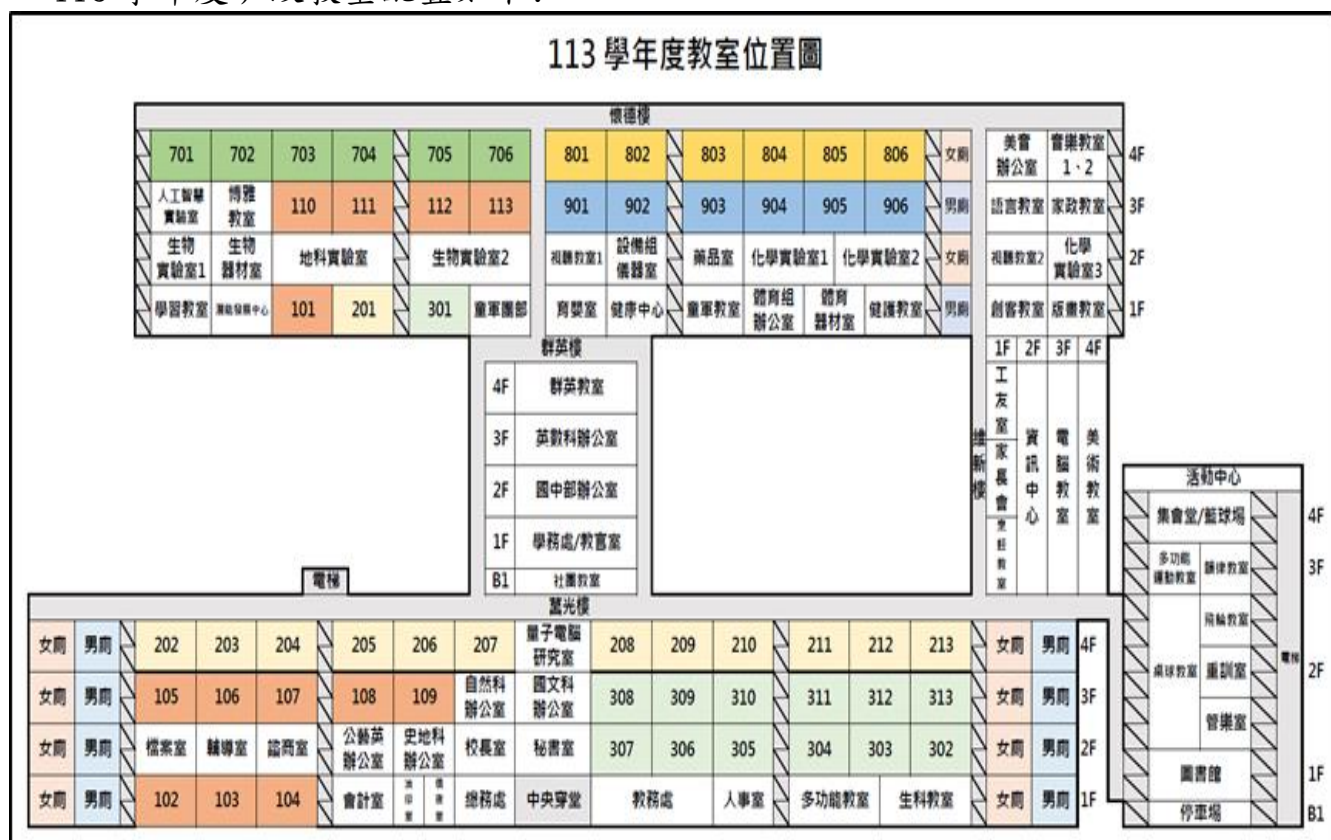 113 學年度教室位置圖
懷德樓
701 702 703 704 705 706 801 802 803 804 805 806 女廁 美音辦公室 音樂教室1、2 4F
人工智慧實驗室 博雅教室 110 111 112 113 901 902 903 904 905 906 男廁 語言教室 家政教室 3F
生物實驗室1 生物器材室 地科實驗室 生物實驗室2 視聽教室1 設備組儀器室 藥品室 化學實驗室1 化學實驗室2 女廁 視聽教室2 化學實驗室3 2F
學習教室 101 201 301 童軍團部 育嬰室 健康中心 童軍教室 體育組辦公室 體育器材室 健護教室 男廁 創客教室 版畫教室 1F
群英樓
4F 群英教室
3F 英數科辦公室
2F 國中部辦公室
1F 學務處/教官室
B1 社團教室
維新樓
1F 2F 3F 4F
工友室 家長會 資訊中心 電腦教室 美術教室
活動中心
集會堂/藍球場 4F
多功能運動教室 韻律教室 3F
飛輪教室
桌球教室 重訓室 2F
管樂室
電梯
圖書館 1F
停車場 B1
電梯
萬光樓
女廁 男廁 202 203 204 205 206 207 量子電腦研究室 208 209 210 211 212 213 女廁 男廁 4F
女廁 男廁 105 106 107 108 109 自然科辦公室 國文科辦公室 308 309 310 311 312 313 女廁 男廁 3F
女廁 男廁 檔案室 輔導室 諮商室 公藝英辦公室 史地科辦公室 校長室 秘書室 307 306 305 304 303 302 女廁 男廁 2F
女廁 男廁 102 103 104 會計室 總務處 中央穿堂 教務處 人事室 多功能教室 生科教室 女廁 男廁 1F